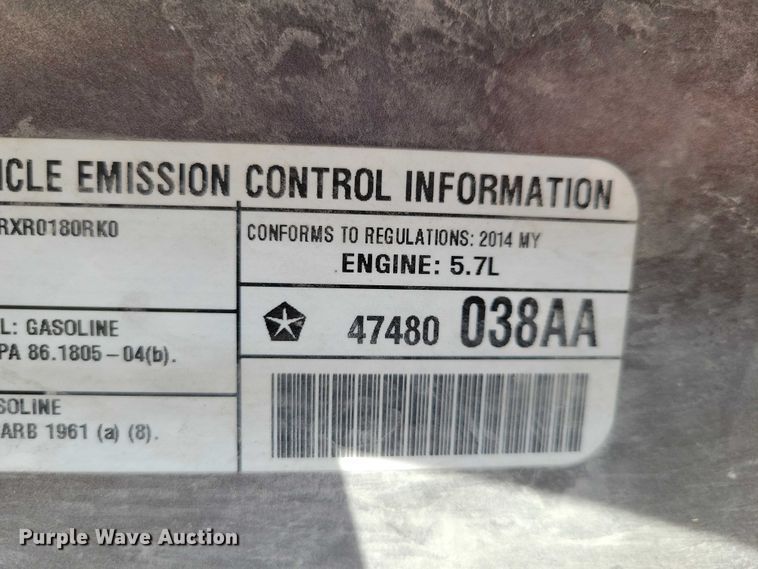 EMISSION CONTROL INFORMATION
RXR0180RK0
CONFORMS TO REGULATIONS: 2014 MY
ENGINE: 5.7L
47480 038AA
L: GASOLINE
PA 86.1805-04(b).
SOLINE
ARB 1961 (a) (8).
Purple Wave Auction